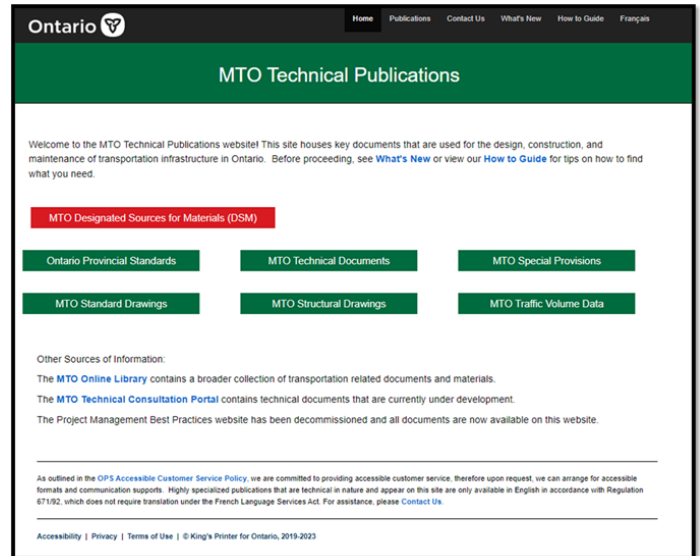 Ontario
Home Publications Contact Us What's New How to Guide Français
MTO Technical Publications
Welcome to the MTO Technical Publications website! This site houses key documents that are used for the design, construction, and
maintenance of transportation infrastructure in Ontario. Before proceeding, see What's New or view our How to Guide for tips on how to find
what you need.
MTO Designated Sources for Materials (DSM)
Ontario Provincial Standards MTO Technical Documents MTO Special Provisions
MTO Standard Drawings MTO Structural Drawings MTO Traffic Volume Data
Other Sources of Information:
The MTO Online Library contains a broader collection of transportation related documents and materials.
The MTO Technical Consultation Portal contains technical documents that are currently under development.
The Project Management Best Practices website has been decommissioned and all documents are now available on this website.
As outlined in the OPS Accessible Customer Service Policy, we are committed to providing accessible customer service, therefore upon request, we can arrange for accessible
formats and communication supports. Highly specialized publications that are technical in nature and appear on this site are only available in English in accordance with Regulation
671/92, which does not require translation under the French Language Services Act. For assistance, please Contact Us.
Accessibility | Privacy | Terms of Use | © King's Printer for Ontario, 2019-2023